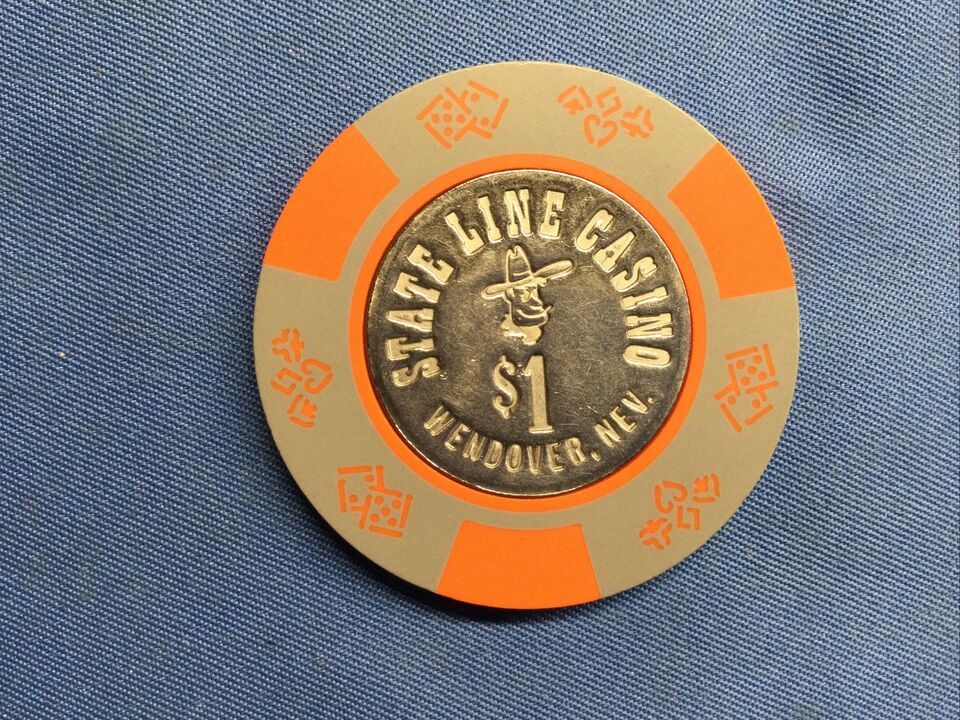 STATE LINE CASINO
$1
WENDOVER, NEV.